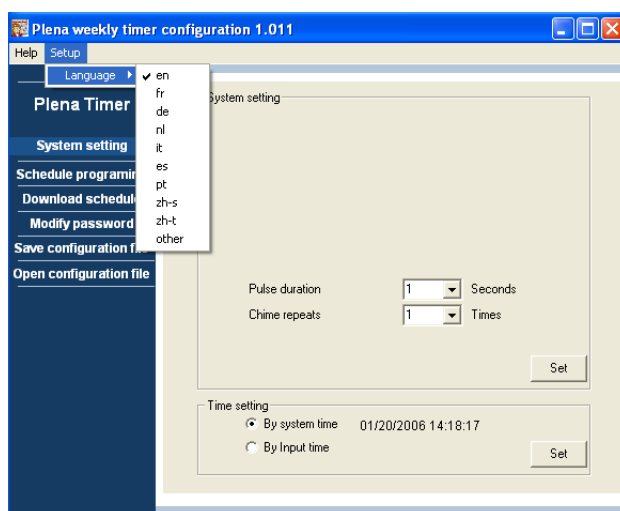 Plena weekly timer configuration 1.011
Help Setup
Language
en
fr
de
nl
it
es
pt
zh-s
zh-t
other
Plena Timer
System setting
Schedule programin
Download schedul
Modify password
Save configuration f
Open configuration file
System setting
Pulse duration 1 Seconds
Chime repeats 1 Times
Set
Time setting
By system time 01/20/2006 14:18:17
By Input time
Set